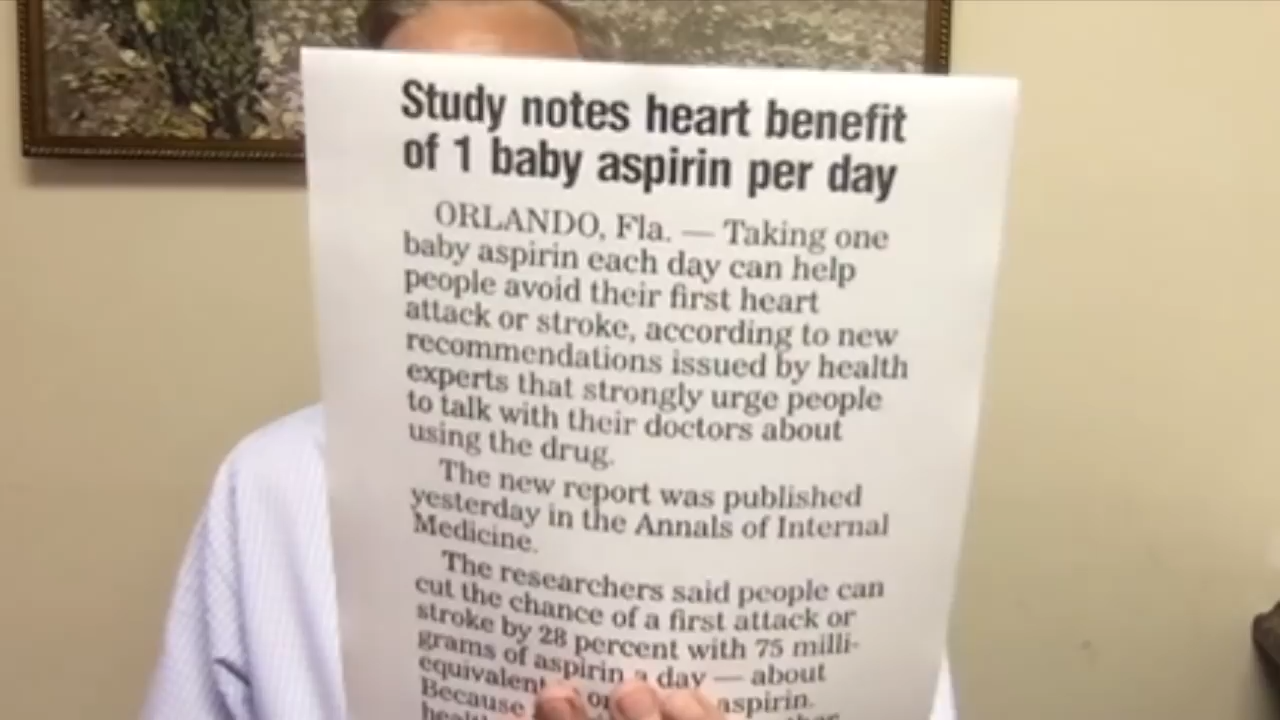 Study notes heart benefit
of 1 baby aspirin per day
ORLANDO, Fla. — Taking one
baby aspirin each day can help
people avoid their first heart
attack or stroke, according to new
recommendations issued by health
experts that strongly urge people
to talk with their doctors about
using the drug.
The new report was published
yesterday in the Annals of Internal
Medicine.
The researchers said people can
cut the chance of a first attack or
stroke by 28 percent with 75 milli-
grams of aspirin a day — about
equivalent aspirin.
Because